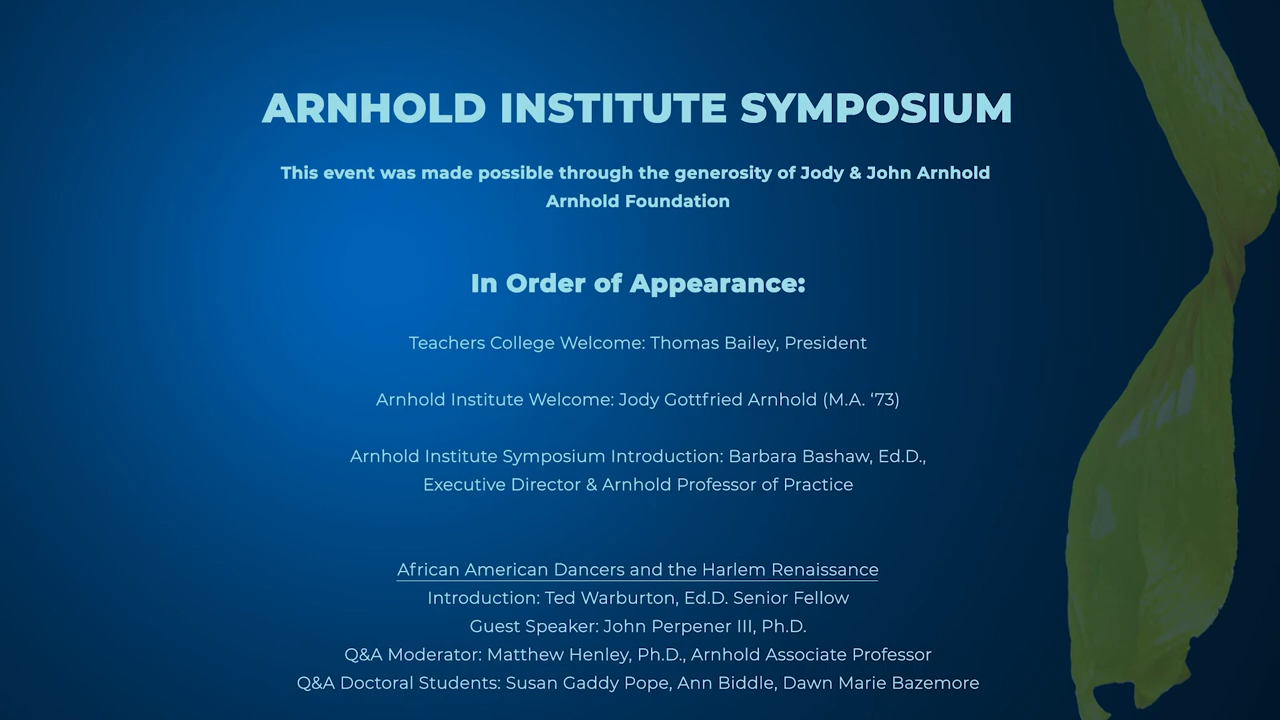 ARNHOLD INSTITUTE SYMPOSIUM
This event was made possible through the generosity of Jody & John Arnhold
Arnhold Foundation
In Order of Appearance:
Teachers College Welcome: Thomas Bailey, President
Arnhold Institute Welcome: Jody Gottfried Arnhold (M.A. ‘73)
Arnhold Institute Symposium Introduction: Barbara Bashaw, Ed.D.,
Executive Director & Arnhold Professor of Practice
African American Dancers and the Harlem Renaissance
Introduction: Ted Warburton, Ed.D. Senior Fellow
Guest Speaker: John Perpener III, Ph.D.
Q&A Moderator: Matthew Henley, Ph.D., Arnhold Associate Professor
Q&A Doctoral Students: Susan Gaddy Pope, Ann Biddle, Dawn Marie Bazemore